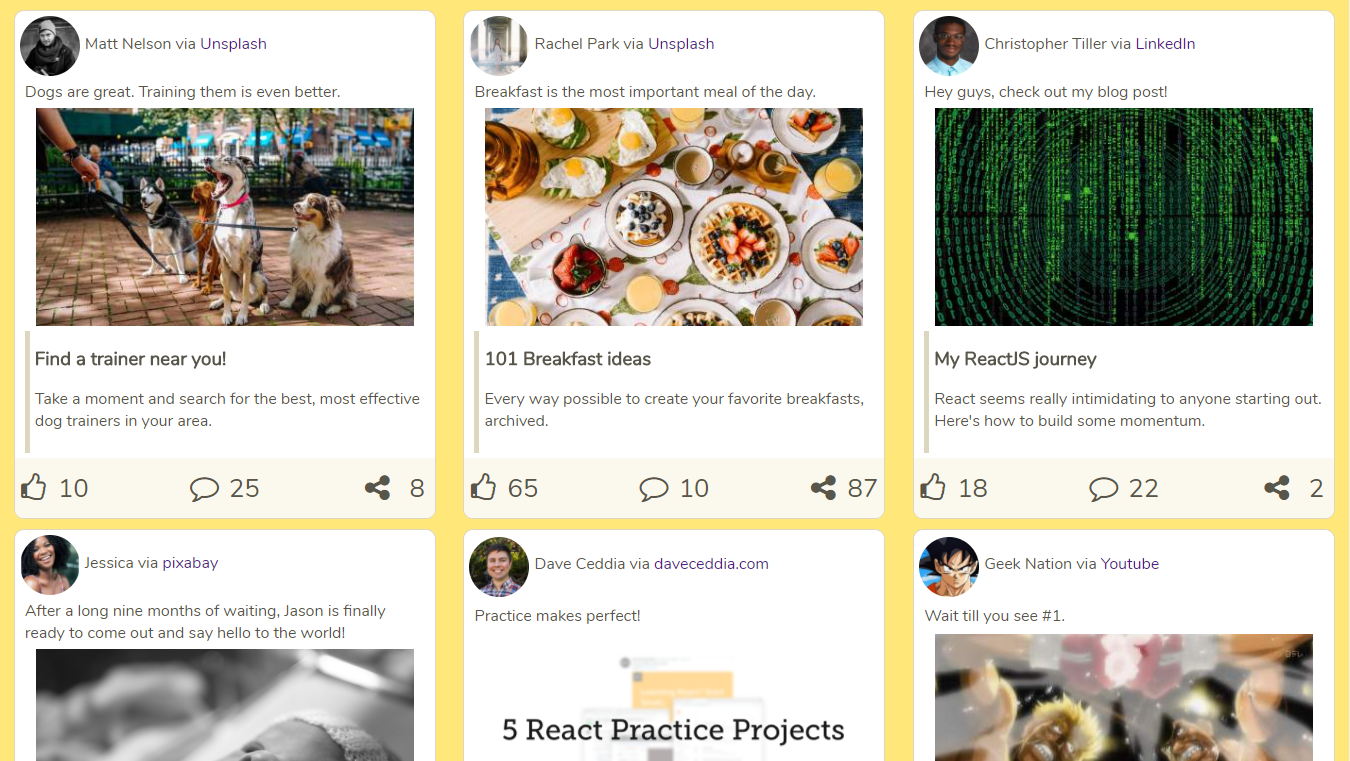 Matt Nelson via Unsplash
Dogs are great. Training them is even better.
Find a trainer near you!
Take a moment and search for the best, most effective
dog trainers in your area.
10 25 8
Rachel Park via Unsplash
Breakfast is the most important meal of the day.
101 Breakfast ideas
Every way possible to create your favorite breakfasts,
archived.
65 10 87
Christopher Tiller via LinkedIn
Hey guys, check out my blog post!
My ReactJS journey
React seems really intimidating to anyone starting out.
Here's how to build some momentum.
18 22 2
Jessica via pixabay
After a long nine months of waiting, Jason is finally
ready to come out and say hello to the world!
Dave Ceddia via daveceddia.com
Practice makes perfect!
5 React Practice Projects
Geek Nation via Youtube
Wait till you see #1.